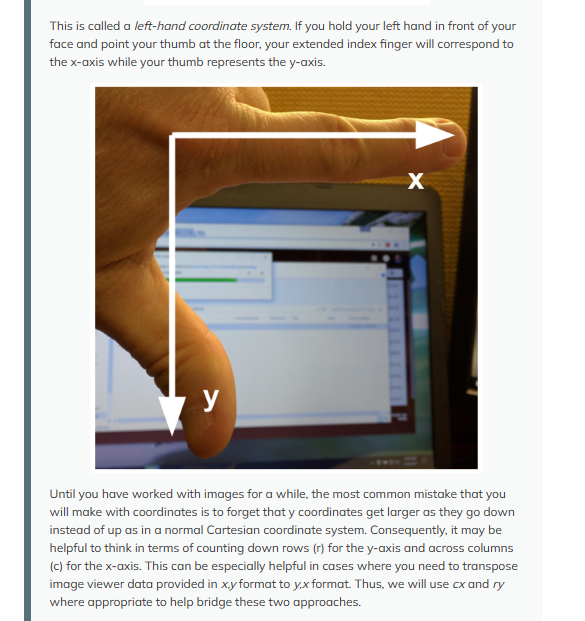 This is called a left-hand coordinate system. If you hold your left hand in front of your
face and point your thumb at the floor, your extended index finger will correspond to
the x-axis while your thumb represents the y-axis.
x
y
Until you have worked with images for a while, the most common mistake that you
will make with coordinates is to forget that y coordinates get larger as they go down
instead of up as in a normal Cartesian coordinate system. Consequently, it may be
helpful to think in terms of counting down rows (r) for the y-axis and across columns
(c) for the x-axis. This can be especially helpful in cases where you need to transpose
image viewer data provided in x,y format to y,x format. Thus, we will use cx and ry
where appropriate to help bridge these two approaches.